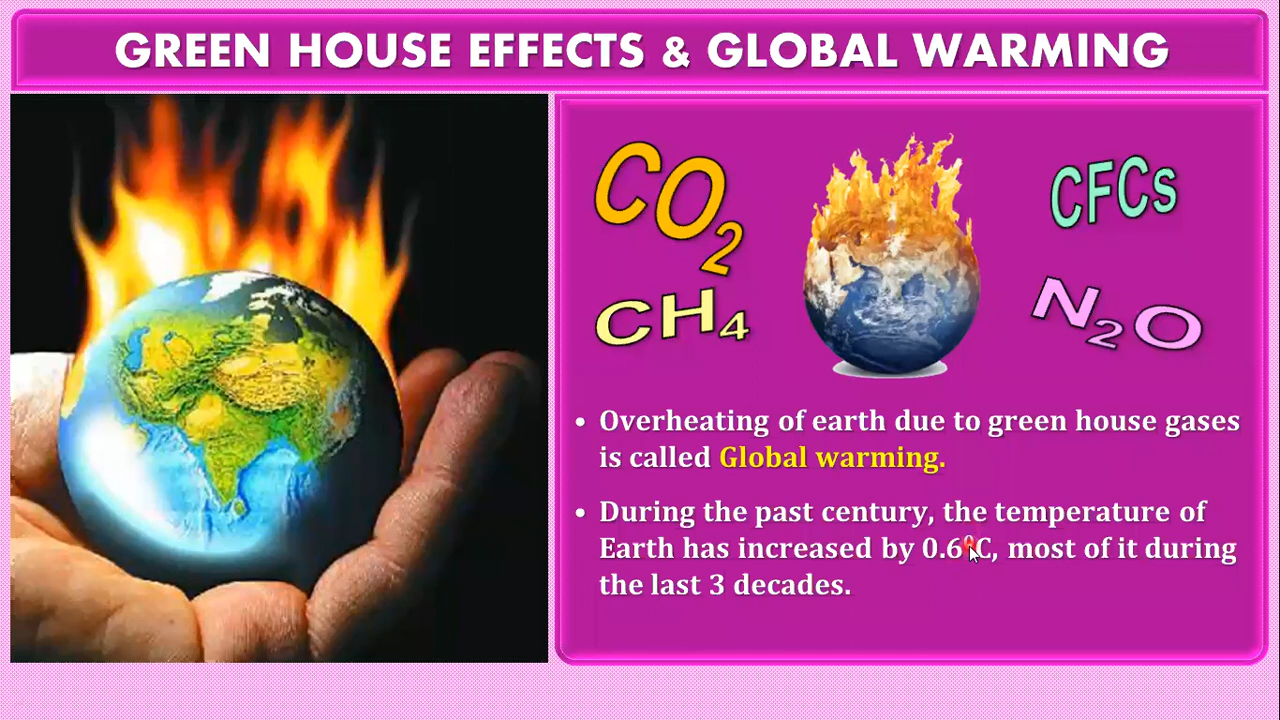 GREEN HOUSE EFFECTS & GLOBAL WARMING
CO₂
CFCs
CH₄
N₂O
• Overheating of earth due to green house gases
is called Global warming.
• During the past century, the temperature of
Earth has increased by 0.6⁰C, most of it during
the last 3 decades.